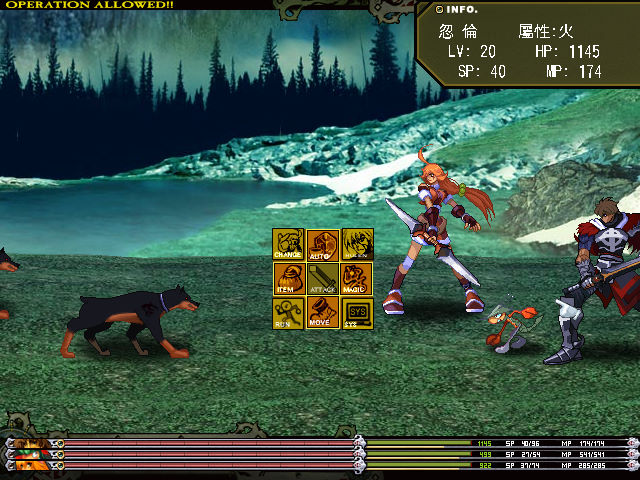 OPERATION ALLOWED!!
INFO.
忽倫 屬性:火
LV: 20 HP: 1145
SP: 40 MP: 174
CHANGE AUTO
ITEM ATTACK MAGIC
RUN MOVE SYS
SYS
1145 SP 40/96 MP 174/174
499 SP 27/54 MP 541/541
922 SP 37/74 MP 285/285